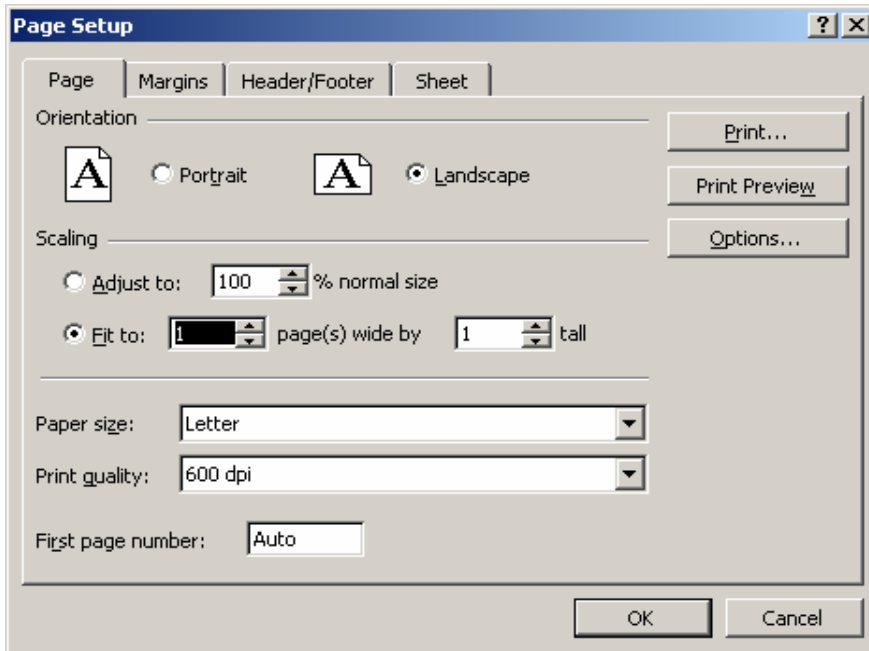 Page Setup
Page Margins Header/Footer Sheet
Orientation
A Portrait A Landscape
Print...
Print Preview
Options...
Scaling
Adjust to: 100 % normal size
Fit to: 1 page(s) wide by 1 tall
Paper size: Letter
Print quality: 600 dpi
First page number: Auto
OK Cancel